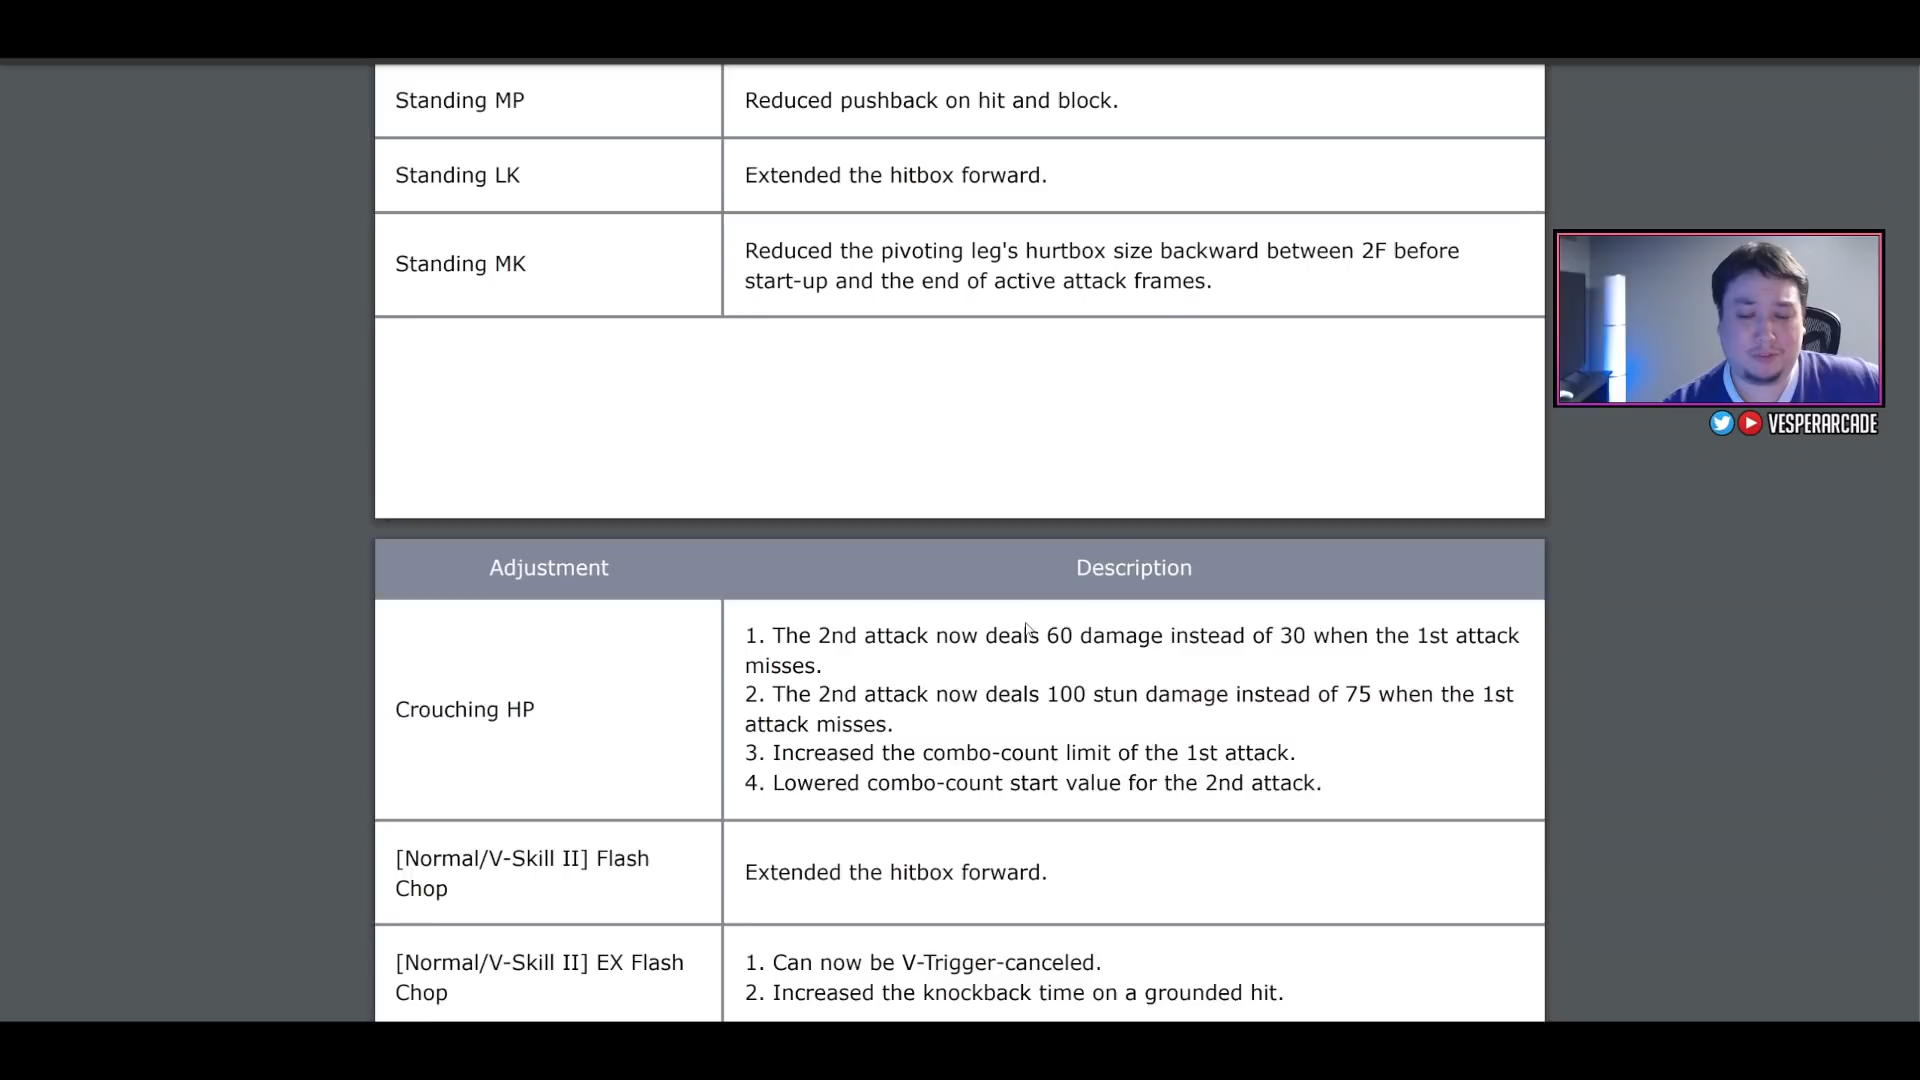 Standing MP
Reduced pushback on hit and block.
Standing LK
Extended the hitbox forward.
Standing MK
Reduced the pivoting leg's hurtbox size backward between 2F before
start-up and the end of active attack frames.
VESPERARCADE
Adjustment
Description
Crouching HP
1. The 2nd attack now deals 60 damage instead of 30 when the 1st attack
misses.
2. The 2nd attack now deals 100 stun damage instead of 75 when the 1st
attack misses.
3. Increased the combo-count limit of the 1st attack.
4. Lowered combo-count start value for the 2nd attack.
[Normal/V-Skill II] Flash
Chop
Extended the hitbox forward.
[Normal/V-Skill II] EX Flash
Chop
1. Can now be V-Trigger-canceled.
2. Increased the knockback time on a grounded hit.